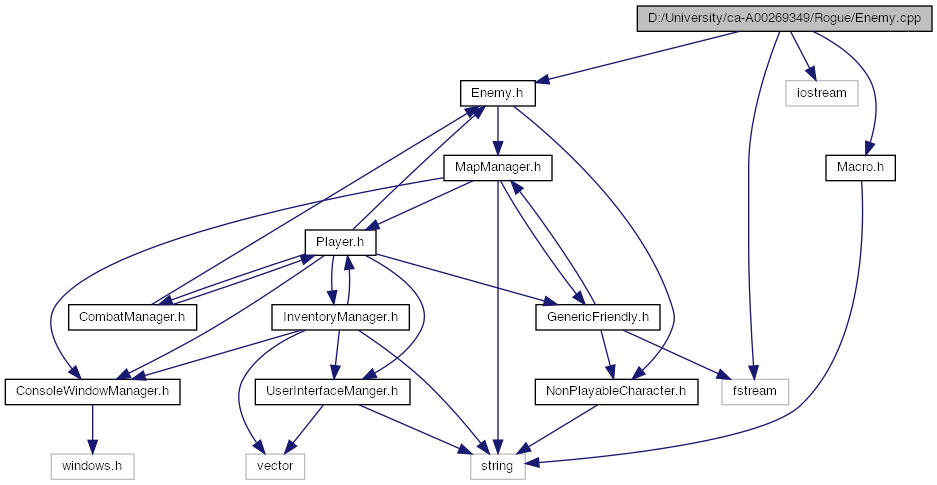 D:/University/ca-A00269349/Rogue/Enemy.cpp
Enemy.h
iostream
MapManager.h
Macro.h
Player.h
CombatManager.h
InventoryManager.h
GenericFriendly.h
ConsoleWindowManager.h
UserInterfaceManger.h
NonPlayableCharacter.h
fstream
windows.h
vector
string